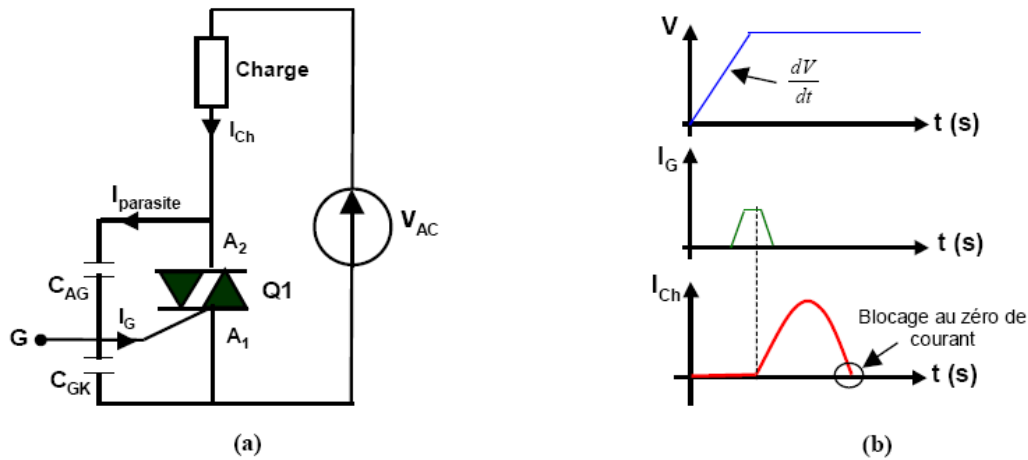 Charge
I_Ch
I_parasite
A_2
V_AC
C_AG
Q1
I_G
G
A_1
C_GK
(a)
V
dV
dt
t (s)
I_G
t (s)
I_Ch
Blocage au zéro de
courant
t (s)
(b)